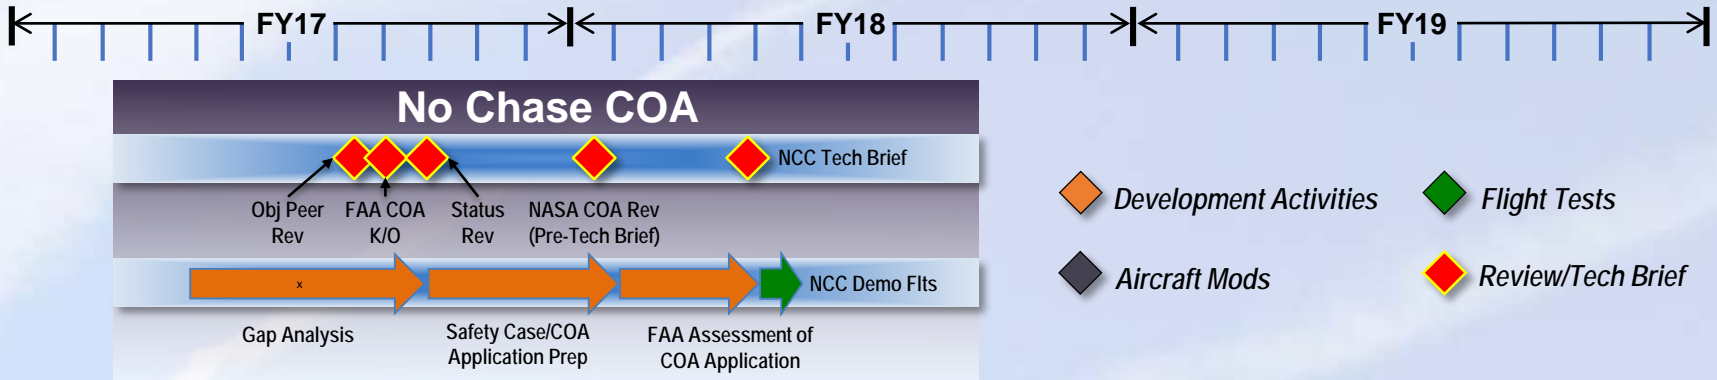 FY17 FY18 FY19
No Chase COA
NCC Tech Brief
Obj Peer
Rev
FAA COA
K/O
Status
Rev
NASA COA Rev
(Pre-Tech Brief)
x
NCC Demo Flts
Gap Analysis
Safety Case/COA
Application Prep
FAA Assessment of
COA Application
Development Activities
Flight Tests
Aircraft Mods
Review/Tech Brief